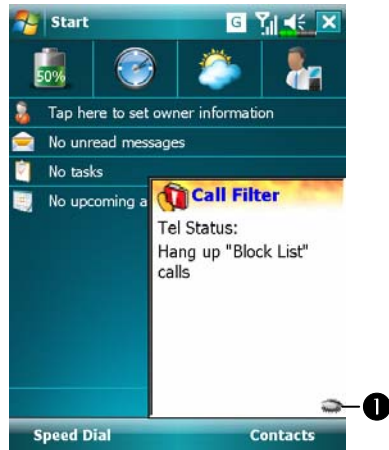 Start
G
50%
Tap here to set owner information
No unread messages
No tasks
No upcoming a
Call Filter
Tel Status:
Hang up "Block List"
calls
1
Speed Dial
Contacts